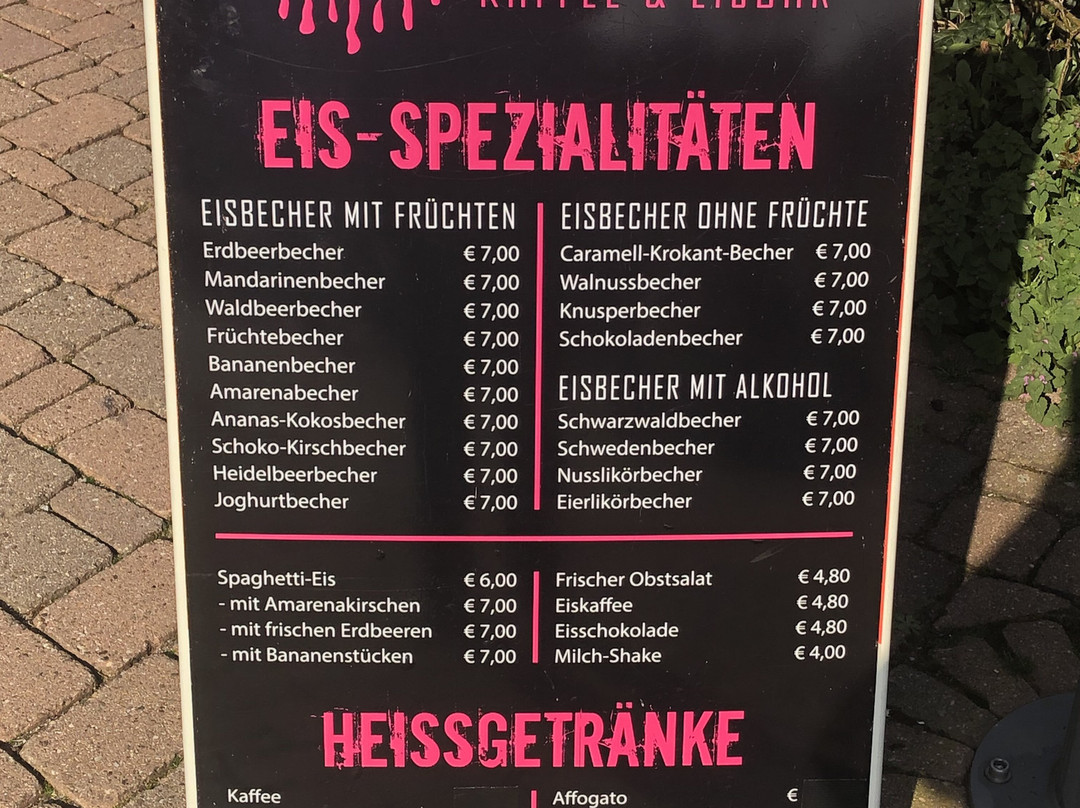 KAFFEE & EISBAR
EIS-SPEZIALITÄTEN
EISBECHER MIT FRÜCHTEN
Erdbeerbecher € 7,00
Mandarinenbecher € 7,00
Waldbeerbecher € 7,00
Früchtebecher € 7,00
Bananenbecher € 7,00
Amarenabecher € 7,00
Ananas-Kokosbecher € 7,00
Schoko-Kirschbecher € 7,00
Heidelbeerbecher € 7,00
Joghurtbecher € 7,00
EISBECHER OHNE FRÜCHTE
Caramell-Krokant-Becher € 7,00
Walnussbecher € 7,00
Knusperbecher € 7,00
Schokoladenbecher € 7,00
EISBECHER MIT ALKOHOL
Schwarzwaldbecher € 7,00
Schwedenbecher € 7,00
Nusslikörbecher € 7,00
Eierlikörbecher € 7,00
Spaghetti-Eis € 6,00
- mit Amarenakirschen € 7,00
- mit frischen Erdbeeren € 7,00
- mit Bananenstücken € 7,00
Frischer Obstsalat € 4,80
Eiskaffee € 4,80
Eisschokolade € 4,80
Milch-Shake € 4,00
HEISSGETRÄNKE
Kaffee
Affogato €